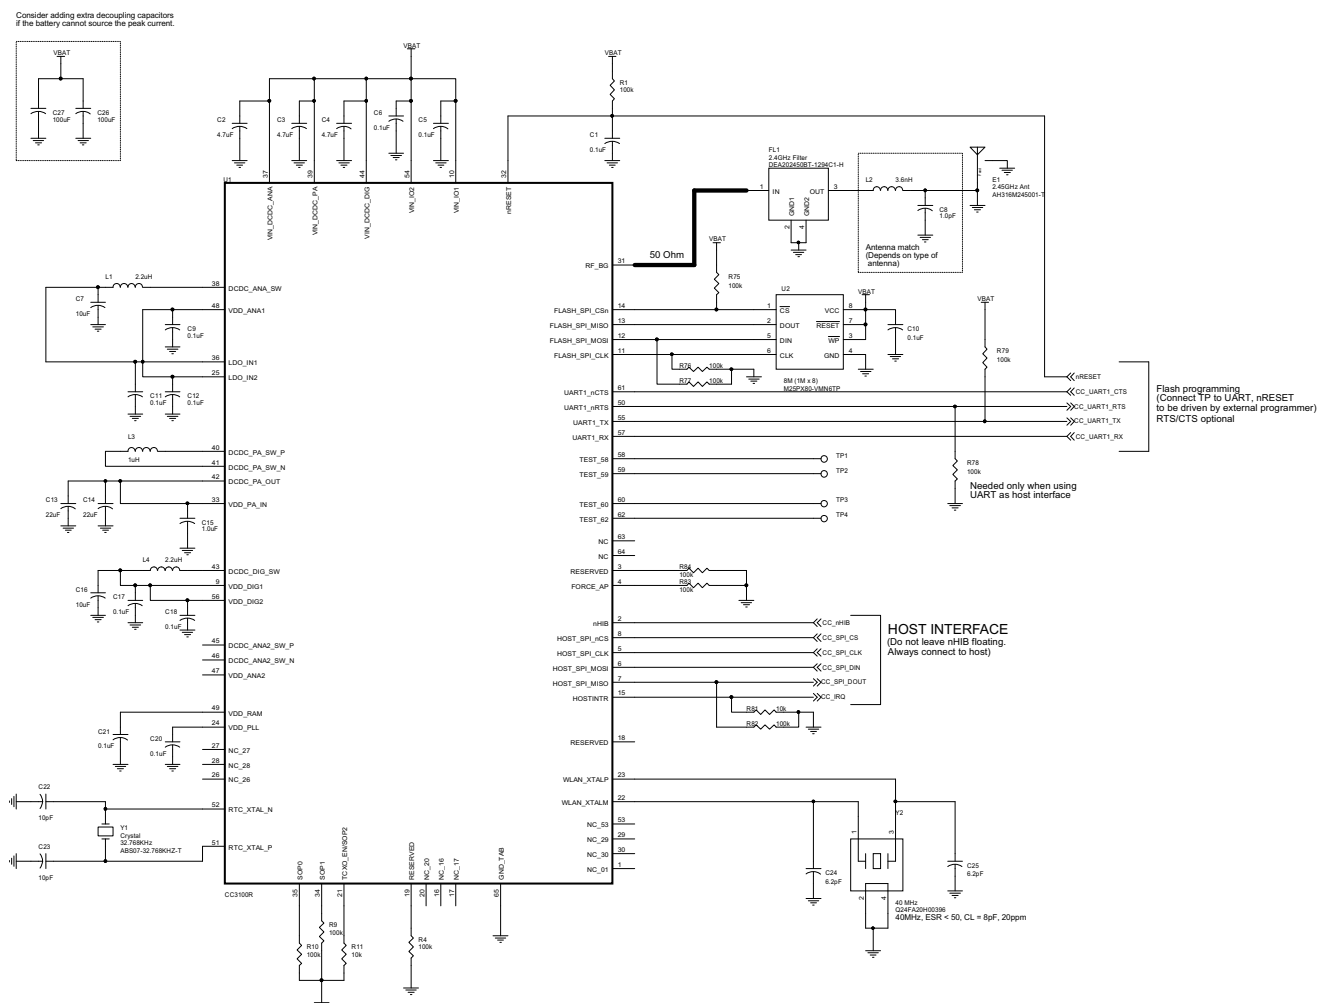 Consider adding extra decoupling capacitors
if the battery cannot source the peak current.
VBAT
C27
100uF
C26
100uF
VBAT
C2
4.7uF
C3
4.7uF
C4
4.7uF
C6
0.1uF
C5
0.1uF
VBAT
R1
100k
C1
0.1uF
U1
37
39
44
54
10
32
VIN_DCDC_ANA
VIN_DCDC_PA
VIN_DCDC_DIG
VIN_IO2
VIN_IO1
nRESET
FL1
2.4GHz Filter
DEA202450BT-1294C1-H
1
IN
OUT
3
GND1
GND2
2
4
L2
3.6nH
C8
1.0pF
Antenna match
(Depends on type of
antenna)
E1
2.45GHz Ant
AH316M245001-T
50 Ohm
RF_BG
31
L1
2.2uH
C7
10uF
38
DCDC_ANA_SW
48
VDD_ANA1
C9
0.1uF
36
LDO_IN1
25
LDO_IN2
C11
0.1uF
C12
0.1uF
L3
1uH
40
DCDC_PA_SW_P
41
DCDC_PA_SW_N
42
DCDC_PA_OUT
33
VDD_PA_IN
C13
22uF
C14
22uF
C15
1.0uF
L4
2.2uH
43
DCDC_DIG_SW
9
VDD_DIG1
56
VDD_DIG2
C16
10uF
C17
0.1uF
C18
0.1uF
45
DCDC_ANA2_SW_P
46
DCDC_ANA2_SW_N
47
VDD_ANA2
49
VDD_RAM
24
VDD_PLL
C21
0.1uF
C20
0.1uF
27
NC_27
28
NC_28
26
NC_26
C22
10pF
52
RTC_XTAL_N
Y1
Crystal
32.768KHz
ABS07-32.768KHZ-T
51
RTC_XTAL_P
C23
10pF
VBAT
R75
100k
FLASH_SPI_CSn
14
FLASH_SPI_MISO
13
FLASH_SPI_MOSI
12
FLASH_SPI_CLK
11
U2
1
CS
VCC
8
2
DOUT
RESET
7
5
DIN
WP
3
6
CLK
GND
4
8M (1M x 8)
M25PX80-VMN6TP
VBAT
C10
0.1uF
R76
100k
R77
100k
VBAT
R79
100k
UART1_nCTS
61
UART1_nRTS
50
UART1_TX
55
UART1_RX
57
nRESET
CC_UART1_CTS
CC_UART1_RTS
CC_UART1_TX
CC_UART1_RX
Flash programming
(Connect TP to UART, nRESET
to be driven by external programmer)
RTS/CTS optional
R78
100k
Needed only when using
UART as host interface
TEST_58
58
TP1
TEST_59
59
TP2
TEST_60
60
TP3
TEST_62
62
TP4
NC
63
NC
64
RESERVED
3
R84
100k
FORCE_AP
4
R83
100k
nHIB
2
CC_nHIB
HOST_SPI_nCS
8
CC_SPI_CS
HOST_SPI_CLK
5
CC_SPI_CLK
HOST_SPI_MOSI
6
CC_SPI_DIN
HOST_SPI_MISO
7
CC_SPI_DOUT
HOSTINTR
15
CC_IRQ
HOST INTERFACE
(Do not leave nHIB floating.
Always connect to host)
R81
10k
R82
100k
RESERVED
18
WLAN_XTALP
23
WLAN_XTALM
22
NC_53
53
NC_29
29
NC_30
30
NC_01
1
Y2
1
3
2
4
C24
6.2pF
C25
6.2pF
40 MHz
Q24FA20H00396
40MHz, ESR < 50, CL = 8pF, 20ppm
CC3100R
SOP0
SOP1
TCXO_EN/SOP2
RESERVED
NC_20
NC_16
NC_17
GND_TAB
35
34
21
19
20
16
17
65
R9
100k
R10
100k
R11
10k
R4
100k